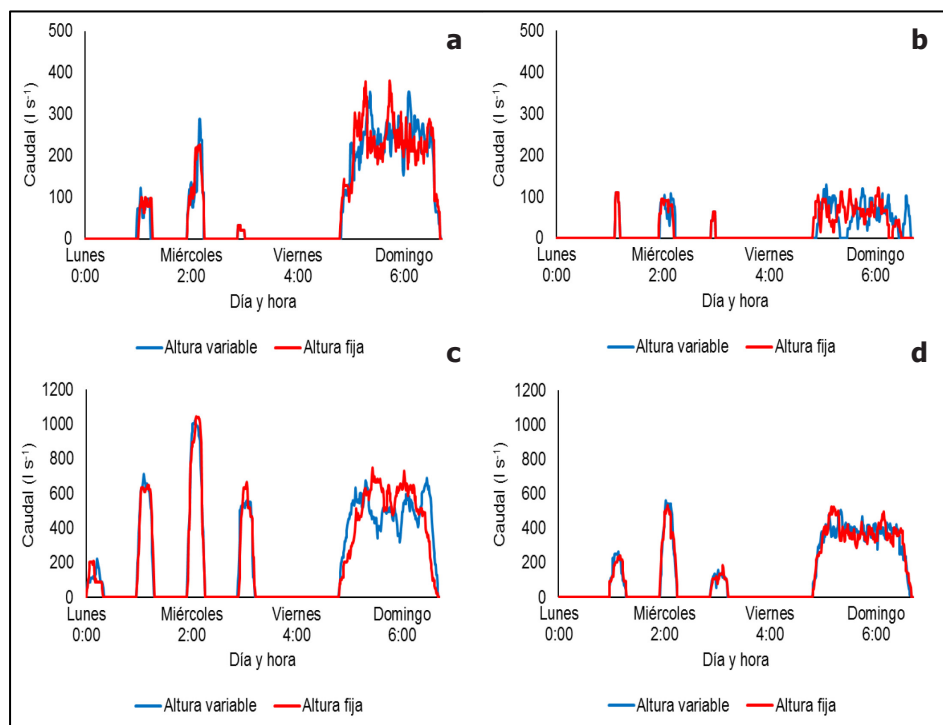 a
500
400
300
200
100
0
Caudal (l s⁻¹)
Lunes 0:00
Miércoles 2:00
Viernes 4:00
Domingo 6:00
Día y hora
Altura variable
Altura fija
b
500
400
300
200
100
0
Caudal (l s⁻¹)
Lunes 0:00
Miércoles 2:00
Viernes 4:00
Domingo 6:00
Día y hora
Altura variable
Altura fija
c
1200
1000
800
600
400
200
0
Caudal (l s⁻¹)
Lunes 0:00
Miércoles 2:00
Viernes 4:00
Domingo 6:00
Día y hora
Altura variable
Altura fija
d
1200
1000
800
600
400
200
0
Caudal (l s⁻¹)
Lunes 0:00
Miércoles 2:00
Viernes 4:00
Domingo 6:00
Día y hora
Altura variable
Altura fija